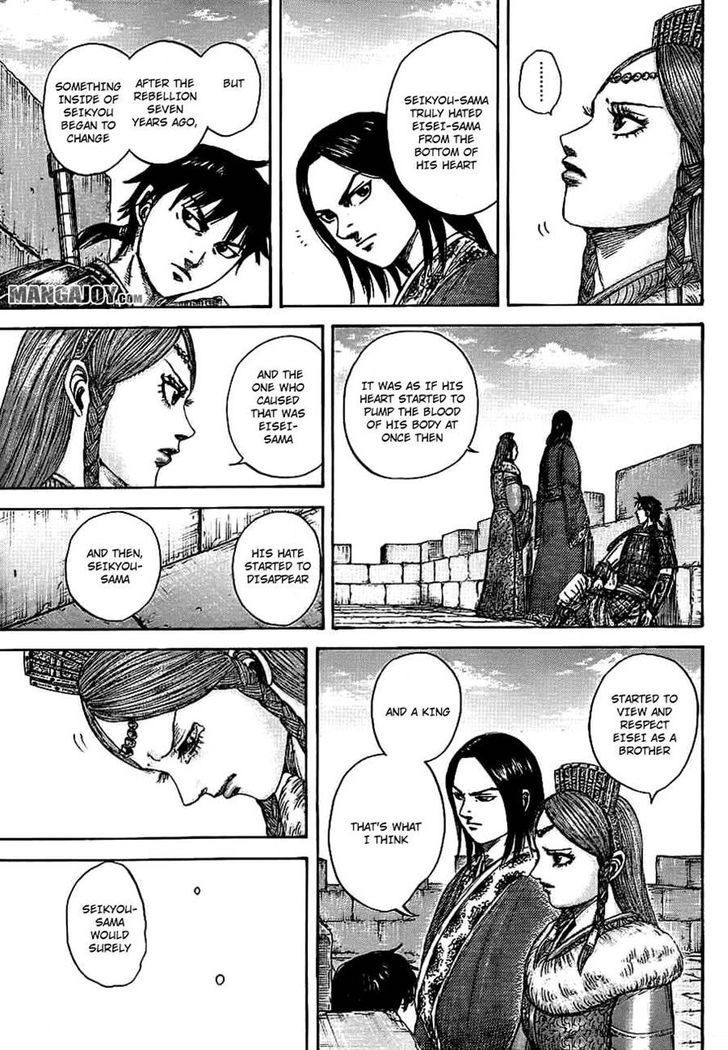 .........
SEIKYOU-SAMA
TRULY HATED
EISEI-SAMA
FROM THE
BOTTOM OF
HIS HEART
BUT
AFTER THE
REBELLION
SEVEN
YEARS AGO,
SOMETHING
INSIDE OF
SEIKYOU
BEGAN TO
CHANGE
MANGAJOY.COM
IT WAS AS IF HIS
HEART STARTED TO
PUMP THE BLOOD
OF HIS BODY AT
ONCE THEN
AND THE
ONE WHO
CAUSED
THAT WAS
EISEI-
SAMA
HIS HATE
STARTED TO
DISAPPEAR
AND THEN,
SEIKYOU-
SAMA
STARTED TO
VIEW AND
RESPECT
EISEI AS A
BROTHER
AND A KING
THAT'S WHAT
I THINK
SEIKYOU-
SAMA
WOULD
SURELY